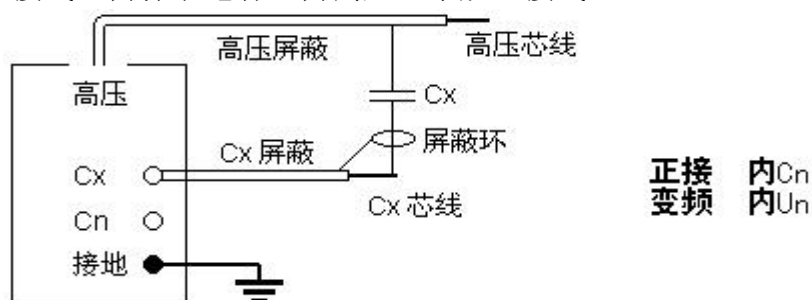 高压屏蔽
高压芯线
高压
Cx
Cx 屏蔽
屏蔽环
Cx
Cx 芯线
正接 内Cn
变频 内Un
Cn
接地